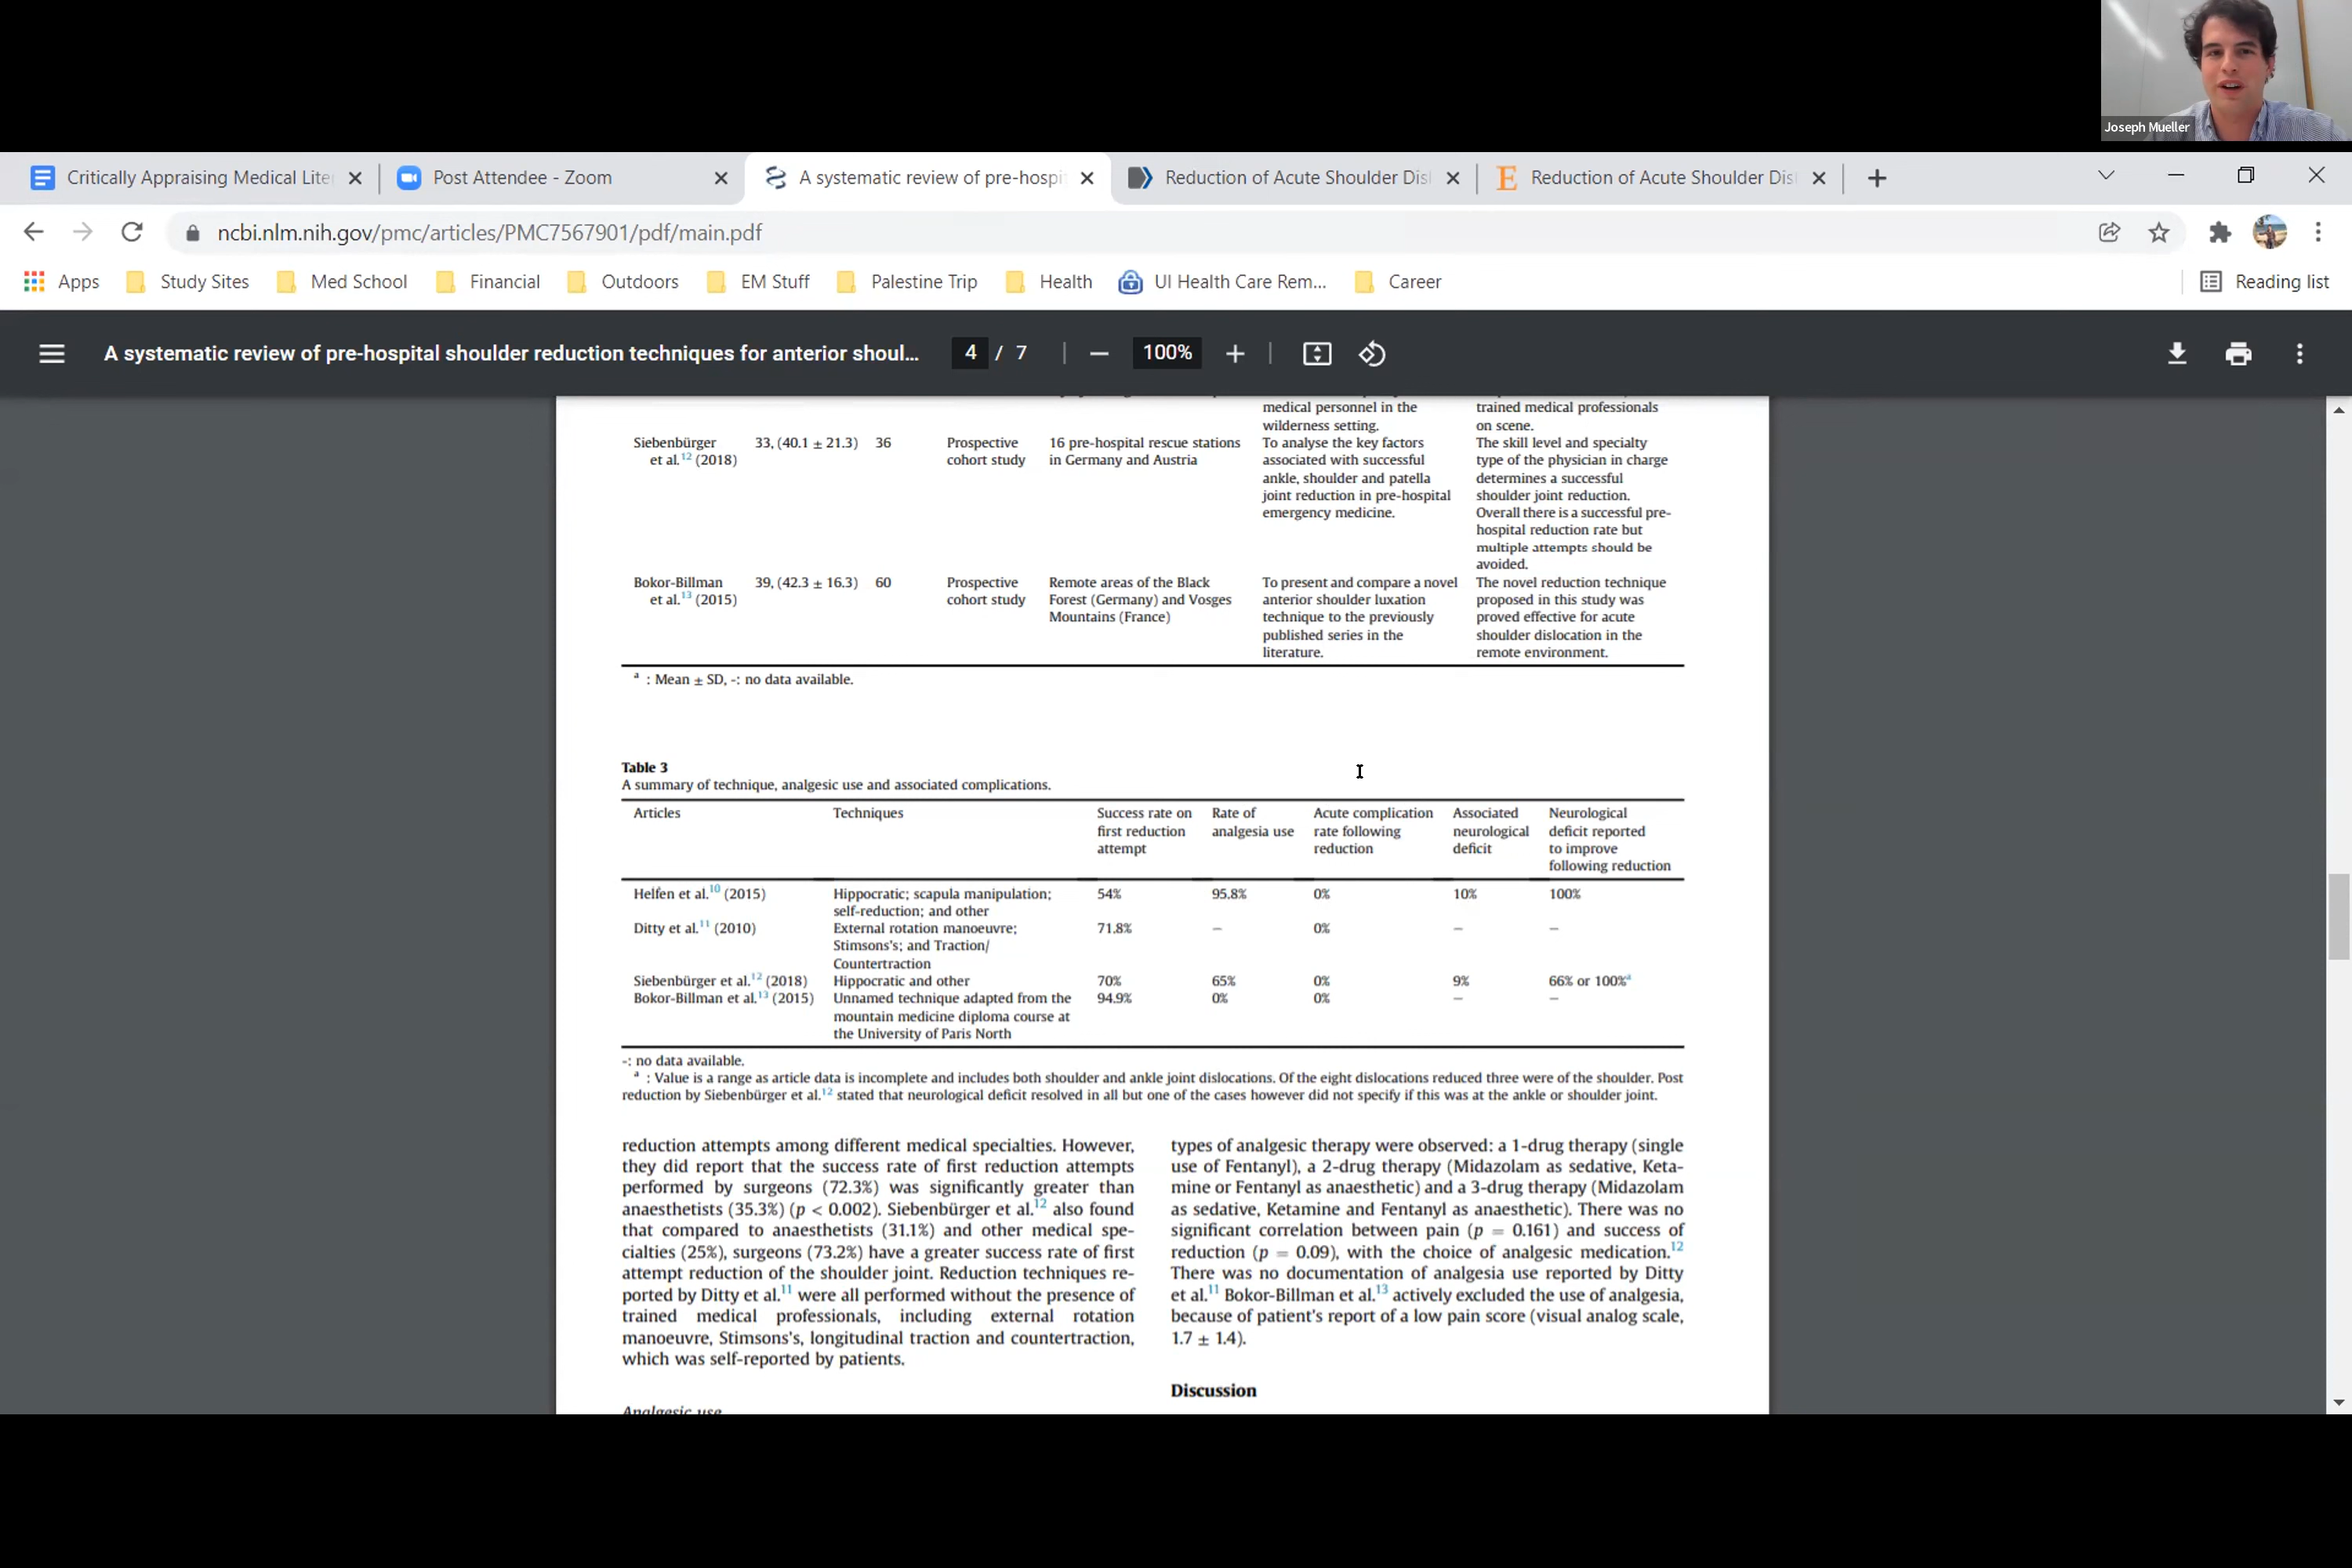 Joseph Mueller
Critically Appraising Medical Lite
Post Attendee - Zoom
A systematic review of pre-hospi
Reduction of Acute Shoulder Dis
Reduction of Acute Shoulder Dis
ncbi.nlm.nih.gov/pmc/articles/PMC7567901/pdf/main.pdf
Apps Study Sites Med School Financial Outdoors EM Stuff Palestine Trip Health UI Health Care Rem... Career Reading list
A systematic review of pre-hospital shoulder reduction techniques for anterior shoul... 4 / 7 100%
medical personnel in the trained medical professionals
wilderness setting. on scene.
Siebenbürger 33, (40.1 ± 21.3) 36 Prospective 16 pre-hospital rescue stations To analyse the key factors The skill level and specialty
et al.12 (2018) cohort study in Germany and Austria associated with successful type of the physician in charge
ankle, shoulder and patella determines a successful
joint reduction in pre-hospital shoulder joint reduction.
emergency medicine. Overall there is a successful pre-
hospital reduction rate but
multiple attempts should be
avoided.
Bokor-Billman 39, (42.3 ± 16.3) 60 Prospective Remote areas of the Black To present and compare a novel The novel reduction technique
et al.13 (2015) cohort study Forest (Germany) and Vosges anterior shoulder luxation proposed in this study was
Mountains (France) technique to the previously proved effective for acute
published series in the shoulder dislocation in the
literature. remote environment.
a : Mean ± SD, -: no data available.
Table 3
A summary of technique, analgesic use and associated complications.
Articles Techniques Success rate on Rate of Acute complication Associated Neurological
first reduction analgesia use rate following neurological deficit reported
attempt reduction deficit to improve
following reduction
Helfen et al.10 (2015) Hippocratic; scapula manipulation; 54% 95.8% 0% 10% 100%
self-reduction; and other
Ditty et al.11 (2010) External rotation manoeuvre; 71.8% – 0% – –
Stimsons's; and Traction/
Countertraction
Siebenbürger et al.12 (2018) Hippocratic and other 70% 65% 0% 9% 66% or 100%a
Bokor-Billman et al.13 (2015) Unnamed technique adapted from the 94.9% 0% 0% – –
mountain medicine diploma course at
the University of Paris North
-: no data available.
a : Value is a range as article data is incomplete and includes both shoulder and ankle joint dislocations. Of the eight dislocations reduced three were of the shoulder. Post
reduction by Siebenbürger et al.12 stated that neurological deficit resolved in all but one of the cases however did not specify if this was at the ankle or shoulder joint.
reduction attempts among different medical specialties. However,
they did report that the success rate of first reduction attempts
performed by surgeons (72.3%) was significantly greater than
anaesthetists (35.3%) (p < 0.002). Siebenbürger et al.12 also found
that compared to anaesthetists (31.1%) and other medical spe-
cialties (25%), surgeons (73.2%) have a greater success rate of first
attempt reduction of the shoulder joint. Reduction techniques re-
ported by Ditty et al.11 were all performed without the presence of
trained medical professionals, including external rotation
manoeuvre, Stimsons's, longitudinal traction and countertraction,
which was self-reported by patients.
Analgesic use
types of analgesic therapy were observed: a 1-drug therapy (single
use of Fentanyl), a 2-drug therapy (Midazolam as sedative, Keta-
mine or Fentanyl as anaesthetic) and a 3-drug therapy (Midazolam
as sedative, Ketamine and Fentanyl as anaesthetic). There was no
significant correlation between pain (p = 0.161) and success of
reduction (p = 0.09), with the choice of analgesic medication.12
There was no documentation of analgesia use reported by Ditty
et al.11 Bokor-Billman et al.13 actively excluded the use of analgesia,
because of patient's report of a low pain score (visual analog scale,
1.7 ± 1.4).
Discussion